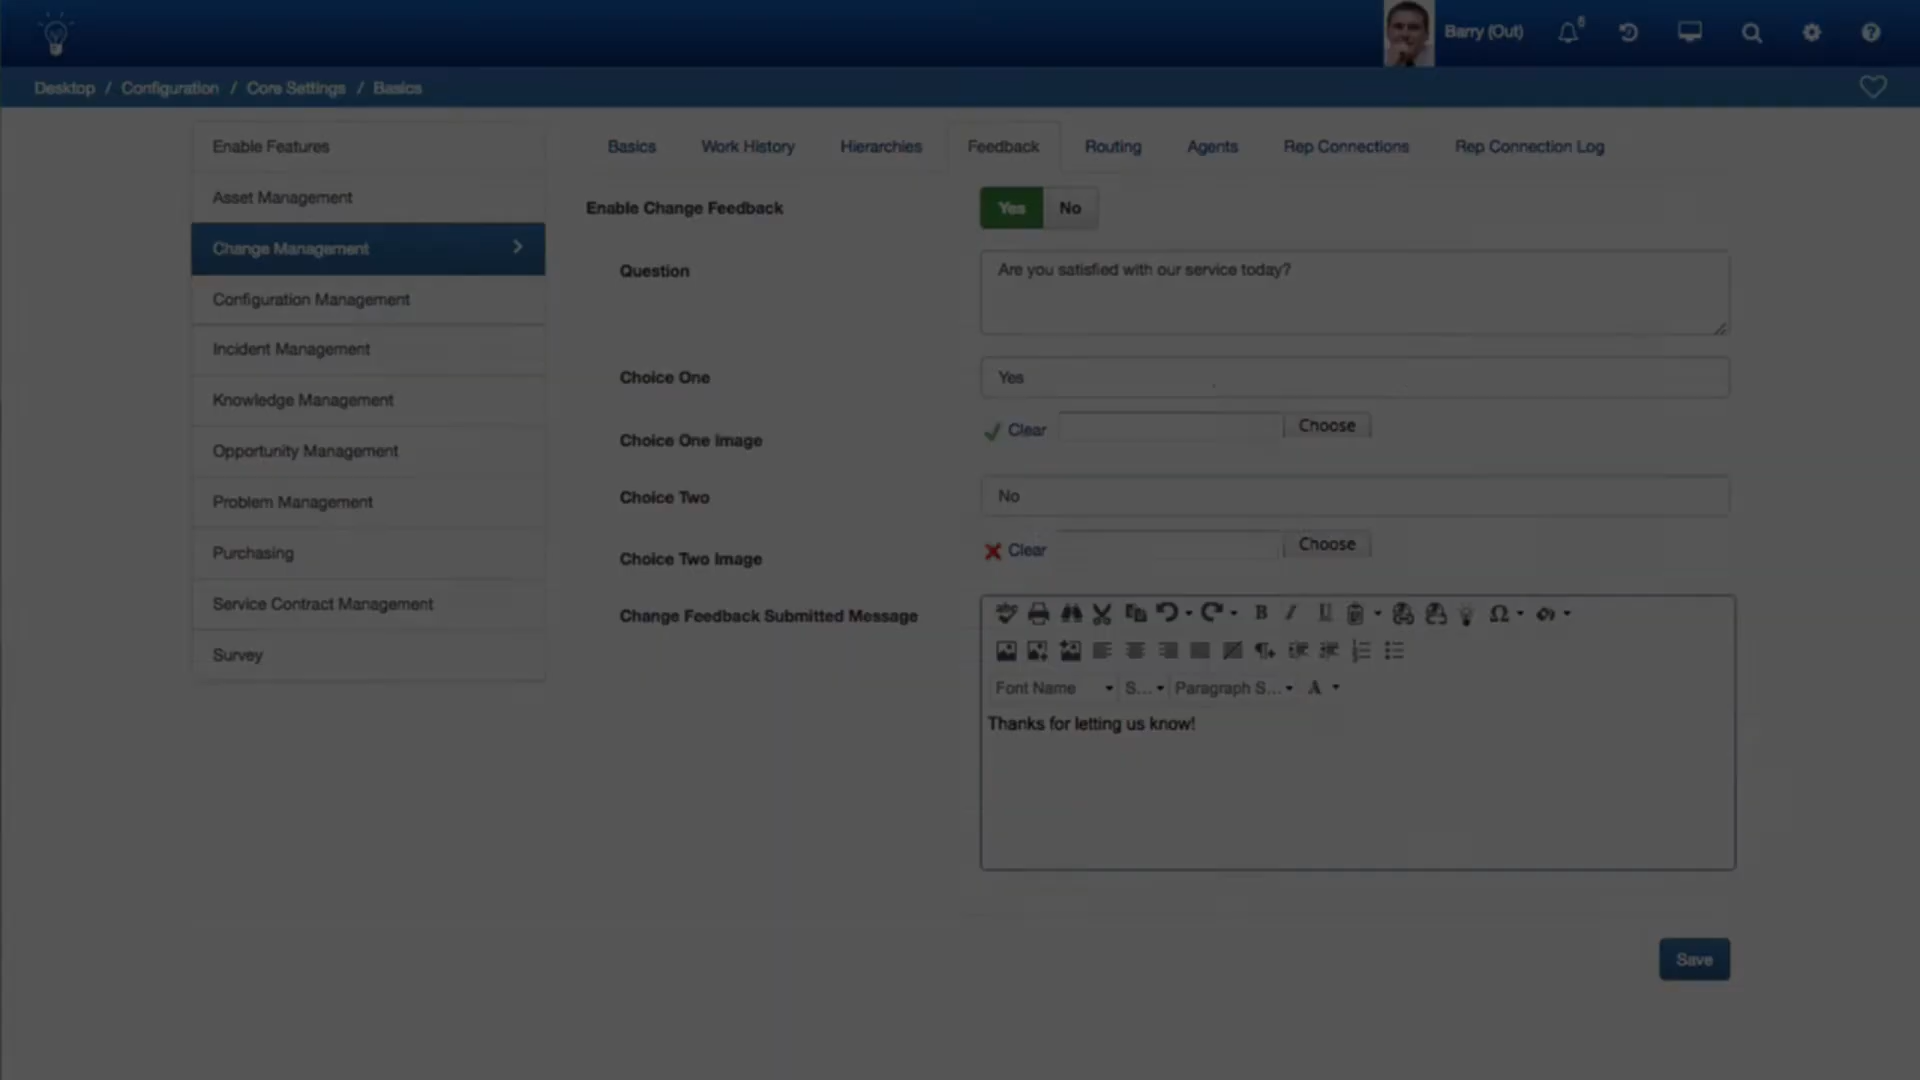 Barry (Out)
6
Desktop / Configuration / Core Settings / Basics
Enable Features
Asset Management
Change Management
Configuration Management
Incident Management
Knowledge Management
Opportunity Management
Problem Management
Purchasing
Service Contract Management
Survey
Basics Work History Hierarchies Feedback Routing Agents Rep Connections Rep Connection Log
Enable Change Feedback Yes No
Question Are you satisfied with our service today?
Choice One Yes
Choice One Image Clear Choose
Choice Two No
Choice Two Image Clear Choose
Change Feedback Submitted Message
Font Name S... Paragraph S... A
Thanks for letting us know!
Save